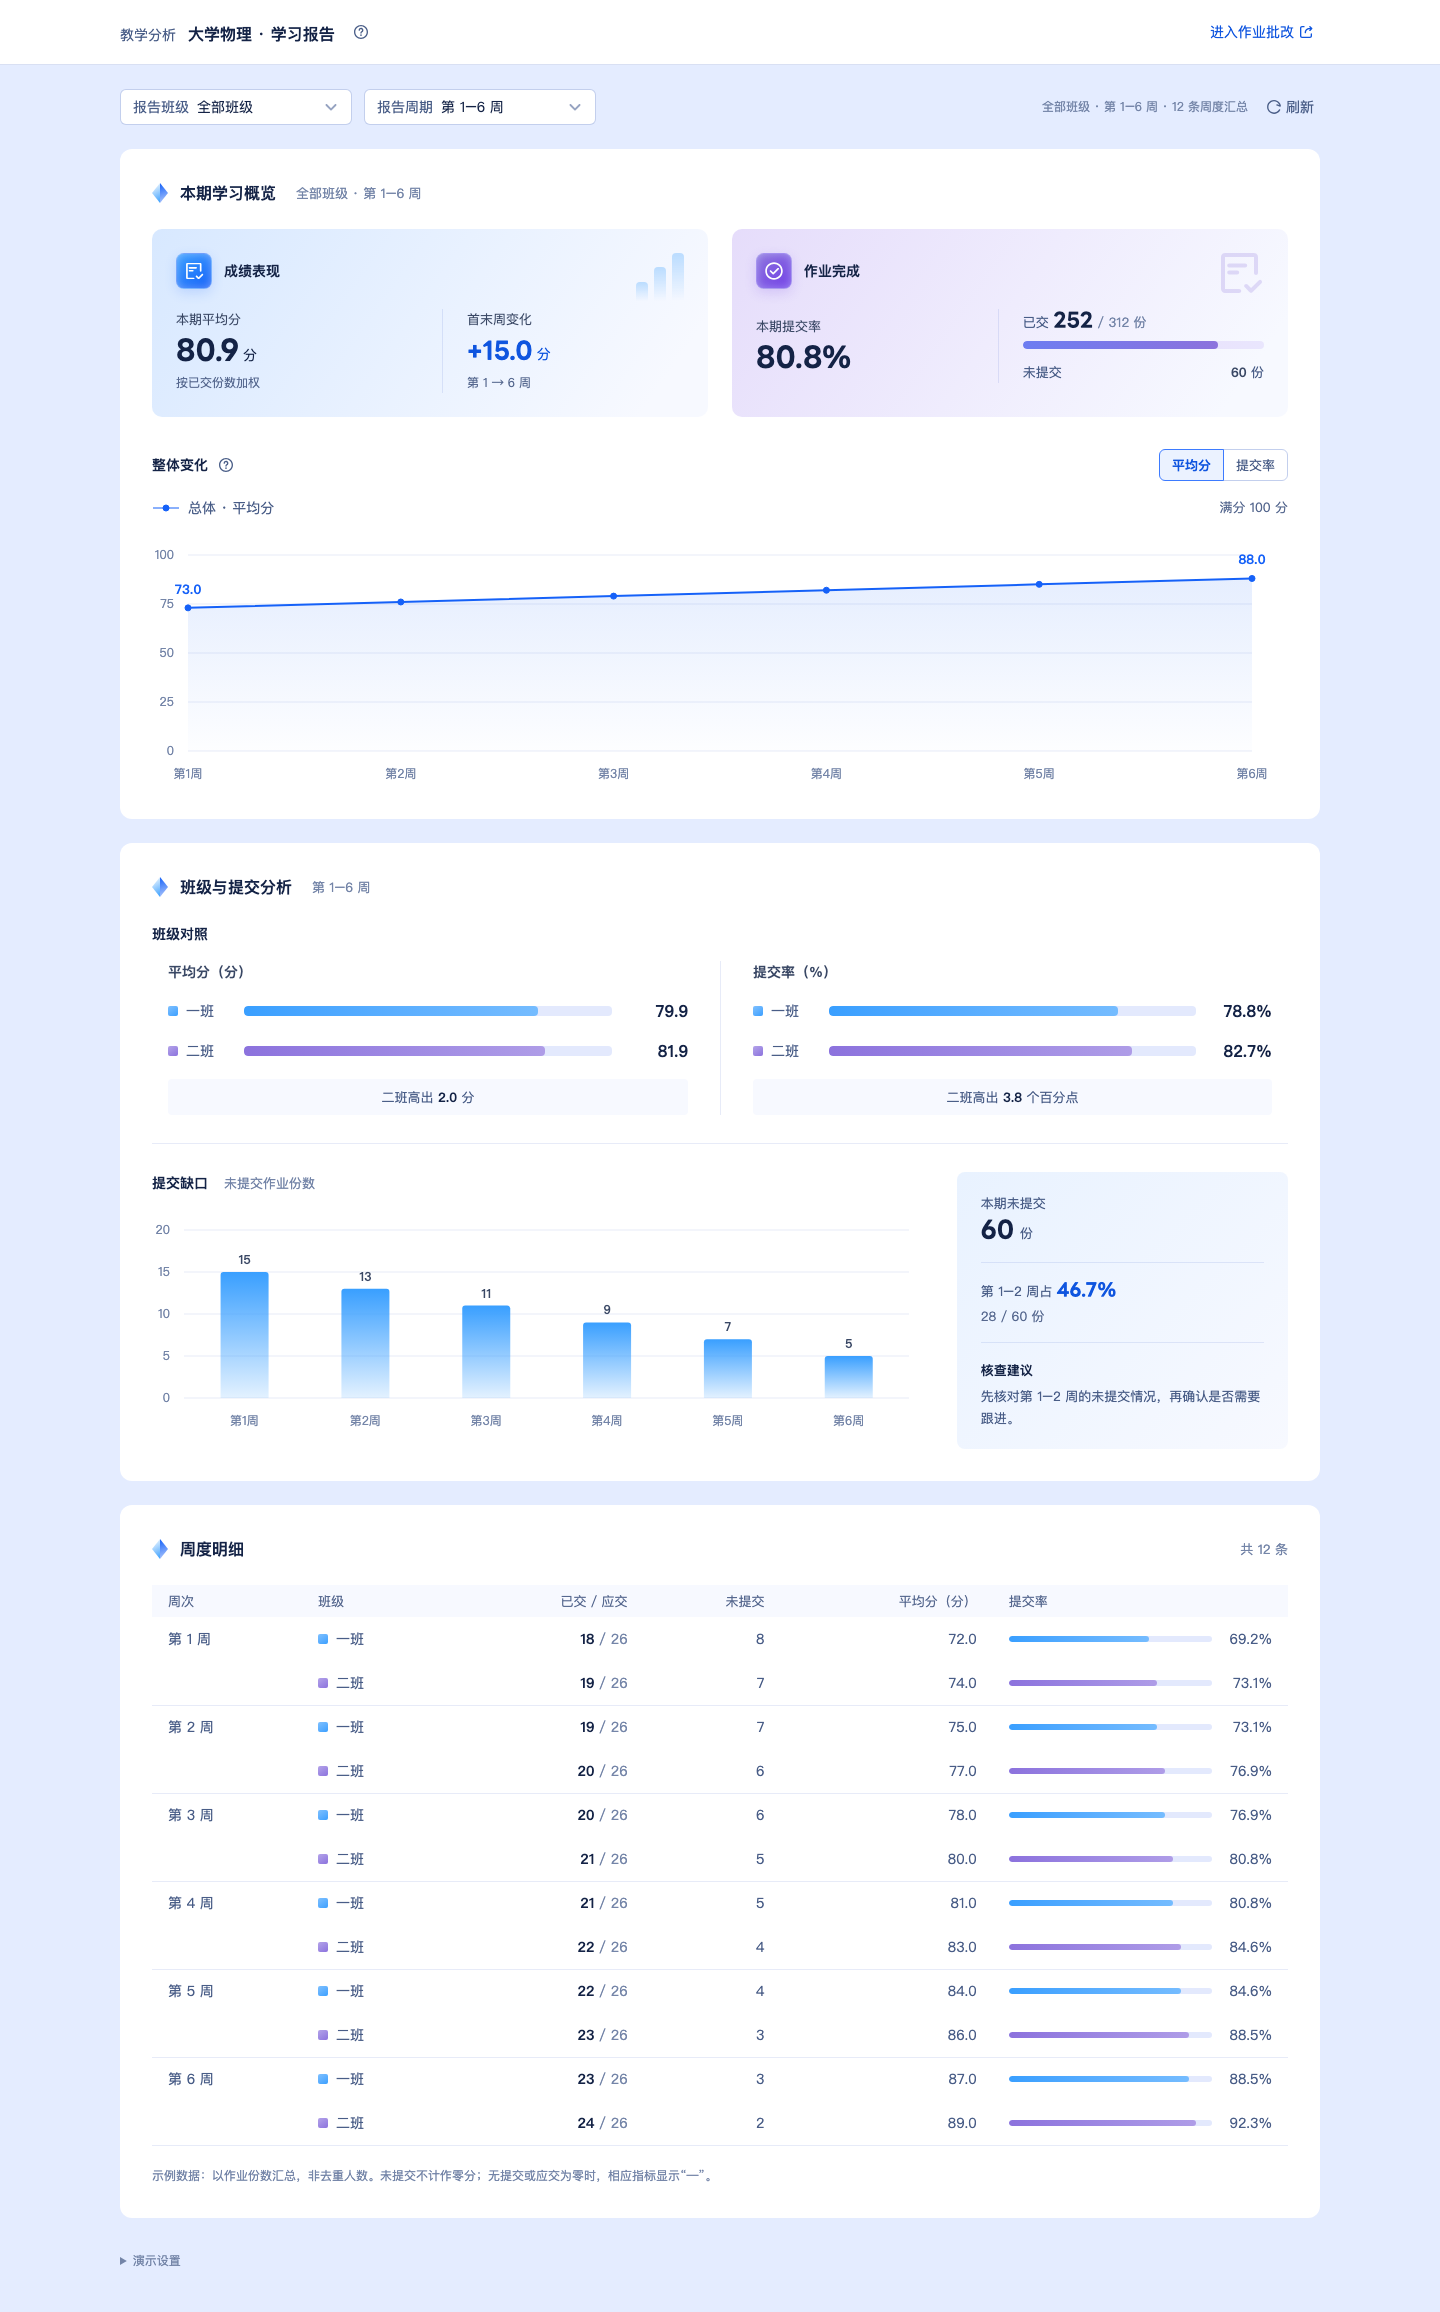 教学分析 大学物理 · 学习报告
进入作业批改
报告班级 全部班级
报告周期 第 1—6 周
全部班级 · 第 1—6 周 · 12 条周度汇总
刷新
本期学习概览 全部班级 · 第 1—6 周
成绩表现
本期平均分
80.9 分
按已交份数加权
首末周变化
+15.0 分
第 1 → 6 周
作业完成
本期提交率
80.8%
已交 252 / 312 份
未提交 60 份
整体变化
平均分 提交率
总体 · 平均分
满分 100 分
100
75
50
25
0
73.0
88.0
第1周 第2周 第3周 第4周 第5周 第6周
班级与提交分析 第 1—6 周
班级对照
平均分（分）
一班 79.9
二班 81.9
二班高出 2.0 分
提交率（%）
一班 78.8%
二班 82.7%
二班高出 3.8 个百分点
提交缺口 未提交作业份数
20
15
10
5
0
15 13 11 9 7 5
第1周 第2周 第3周 第4周 第5周 第6周
本期未提交
60 份
第 1—2 周占 46.7%
28 / 60 份
核查建议
先核对第 1—2 周的未提交情况，再确认是否需要
跟进。
周度明细
共 12 条
周次 班级 已交 / 应交 未提交 平均分（分） 提交率
第 1 周 一班 18 / 26 8 72.0 69.2%
二班 19 / 26 7 74.0 73.1%
第 2 周 一班 19 / 26 7 75.0 73.1%
二班 20 / 26 6 77.0 76.9%
第 3 周 一班 20 / 26 6 78.0 76.9%
二班 21 / 26 5 80.0 80.8%
第 4 周 一班 21 / 26 5 81.0 80.8%
二班 22 / 26 4 83.0 84.6%
第 5 周 一班 22 / 26 4 84.0 84.6%
二班 23 / 26 3 86.0 88.5%
第 6 周 一班 23 / 26 3 87.0 88.5%
二班 24 / 26 2 89.0 92.3%
示例数据：以作业份数汇总，非去重人数。未提交不计作零分；无提交或应交为零时，相应指标显示“—”。
演示设置